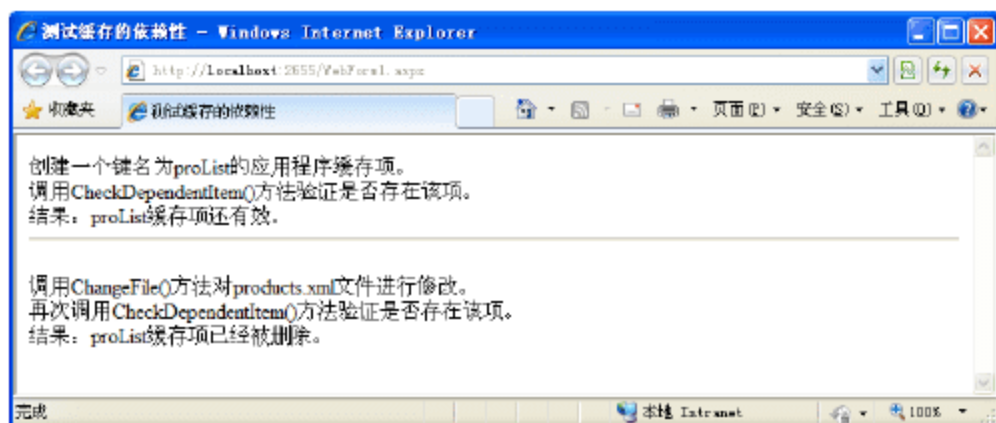 测试缓存的依赖性 - Windows Internet Explorer
http://localhost:2655/WebForm1.aspx
收藏夹 测试缓存的依赖性 页面(P) 安全(S) 工具(O)
创建一个键名为proList的应用程序缓存项。
调用CheckDependentItem()方法验证是否存在该项。
结果：proList缓存项还有效。
调用ChangeFile()方法对products.xml文件进行修改。
再次调用CheckDependentItem()方法验证是否存在该项。
结果：proList缓存项已经被删除。
完成 本地 Intranet 100%